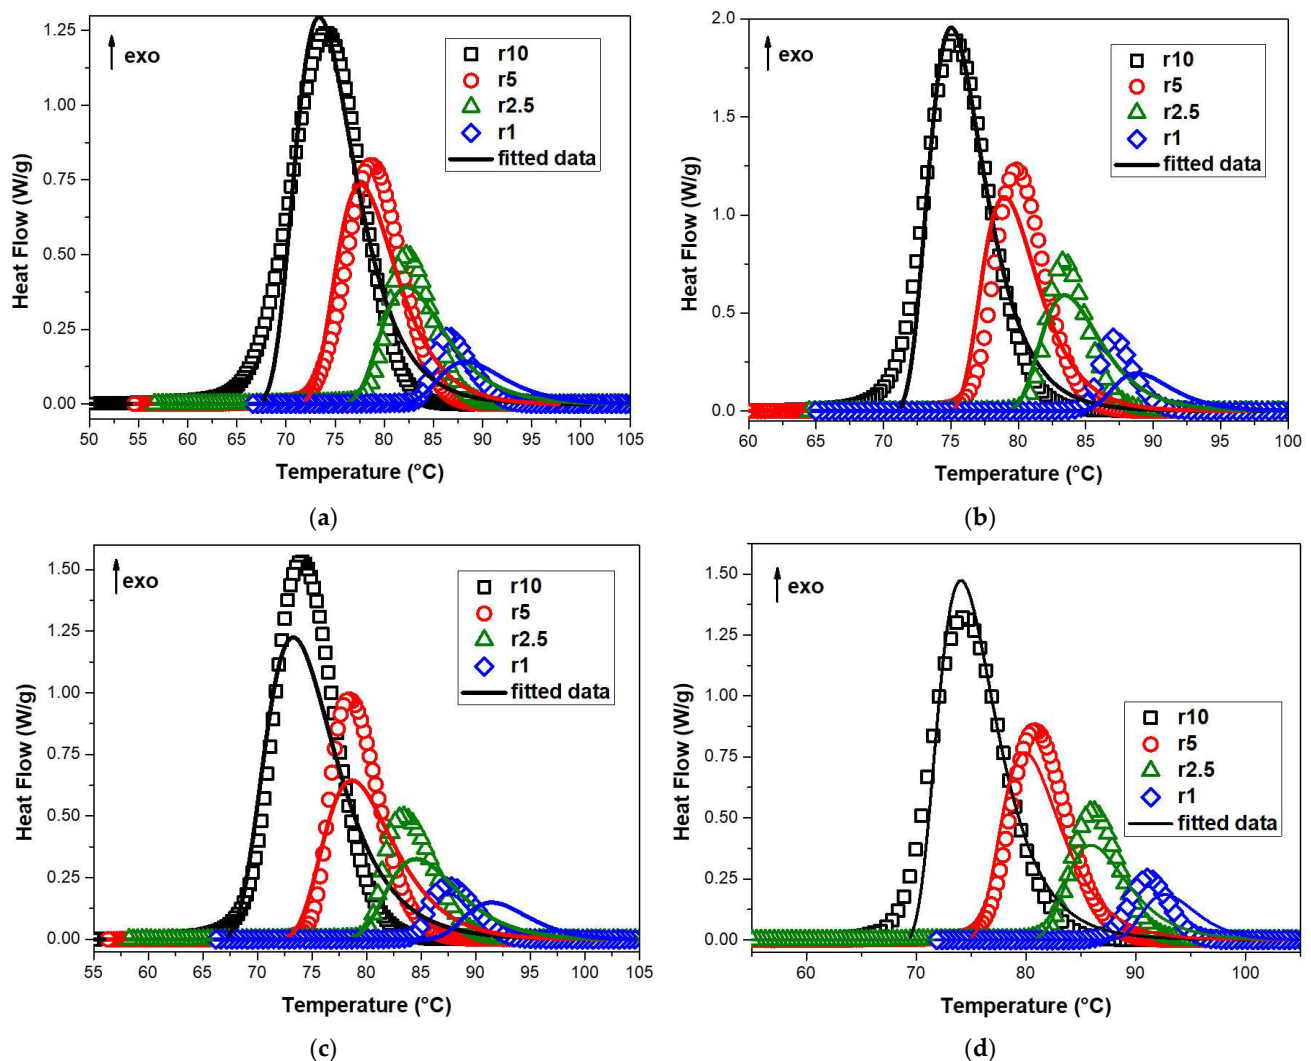 exo
r10
r5
r2.5
r1
fitted data
Heat Flow (W/g)
1.25
1.00
0.75
0.50
0.25
0.00
50 55 60 65 70 75 80 85 90 95 100 105
Temperature (°C)
(a)
exo
r10
r5
r2.5
r1
fitted data
Heat Flow (W/g)
2.0
1.5
1.0
0.5
0.0
60 65 70 75 80 85 90 95 100
Temperature (°C)
(b)
exo
r10
r5
r2.5
r1
fitted data
Heat Flow (W/g)
1.50
1.25
1.00
0.75
0.50
0.25
0.00
55 60 65 70 75 80 85 90 95 100 105
Temperature (°C)
(c)
exo
r10
r5
r2.5
r1
fitted data
Heat Flow (W/g)
1.50
1.25
1.00
0.75
0.50
0.25
0.00
60 70 80 90 100
Temperature (°C)
(d)